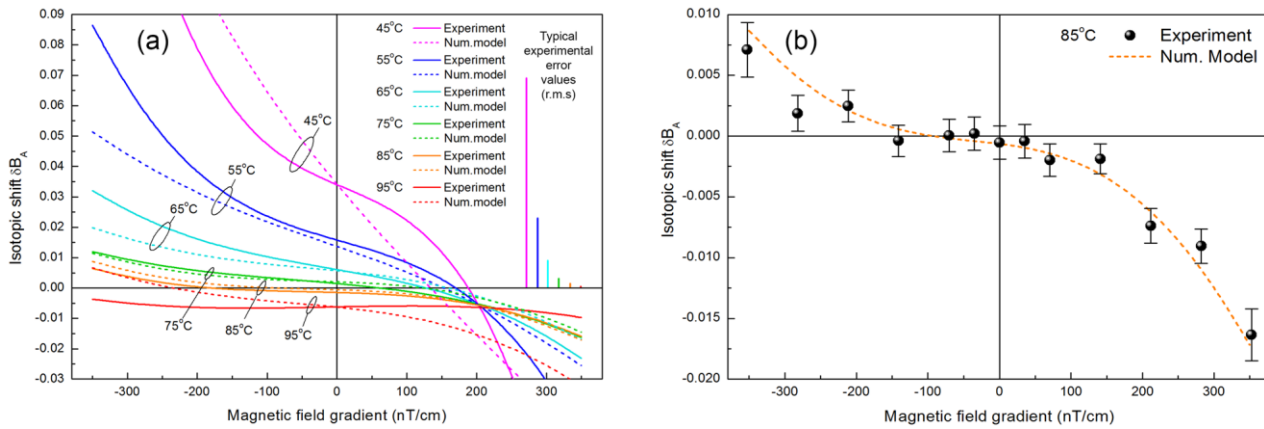 (a)
45°C Experiment
Num.model
55°C Experiment
Num.model
65°C Experiment
Num.model
75°C Experiment
Num.model
85°C Experiment
Num.model
95°C Experiment
Num.model
Typical
experimental
error
values
(r.m.s)
45°C
55°C
65°C
75°C
85°C
95°C
0.09
0.08
0.07
0.06
0.05
0.04
0.03
0.02
0.01
0.00
-0.01
-0.02
-0.03
Isotopic shift δB_A
-300 -200 -100 0 100 200 300
Magnetic field gradient (nT/cm)
(b)
85°C Experiment
Num. Model
0.010
0.005
0.000
-0.005
-0.010
-0.015
-0.020
Isotopic shift δB_A
-300 -200 -100 0 100 200 300
Magnetic field gradient (nT/cm)